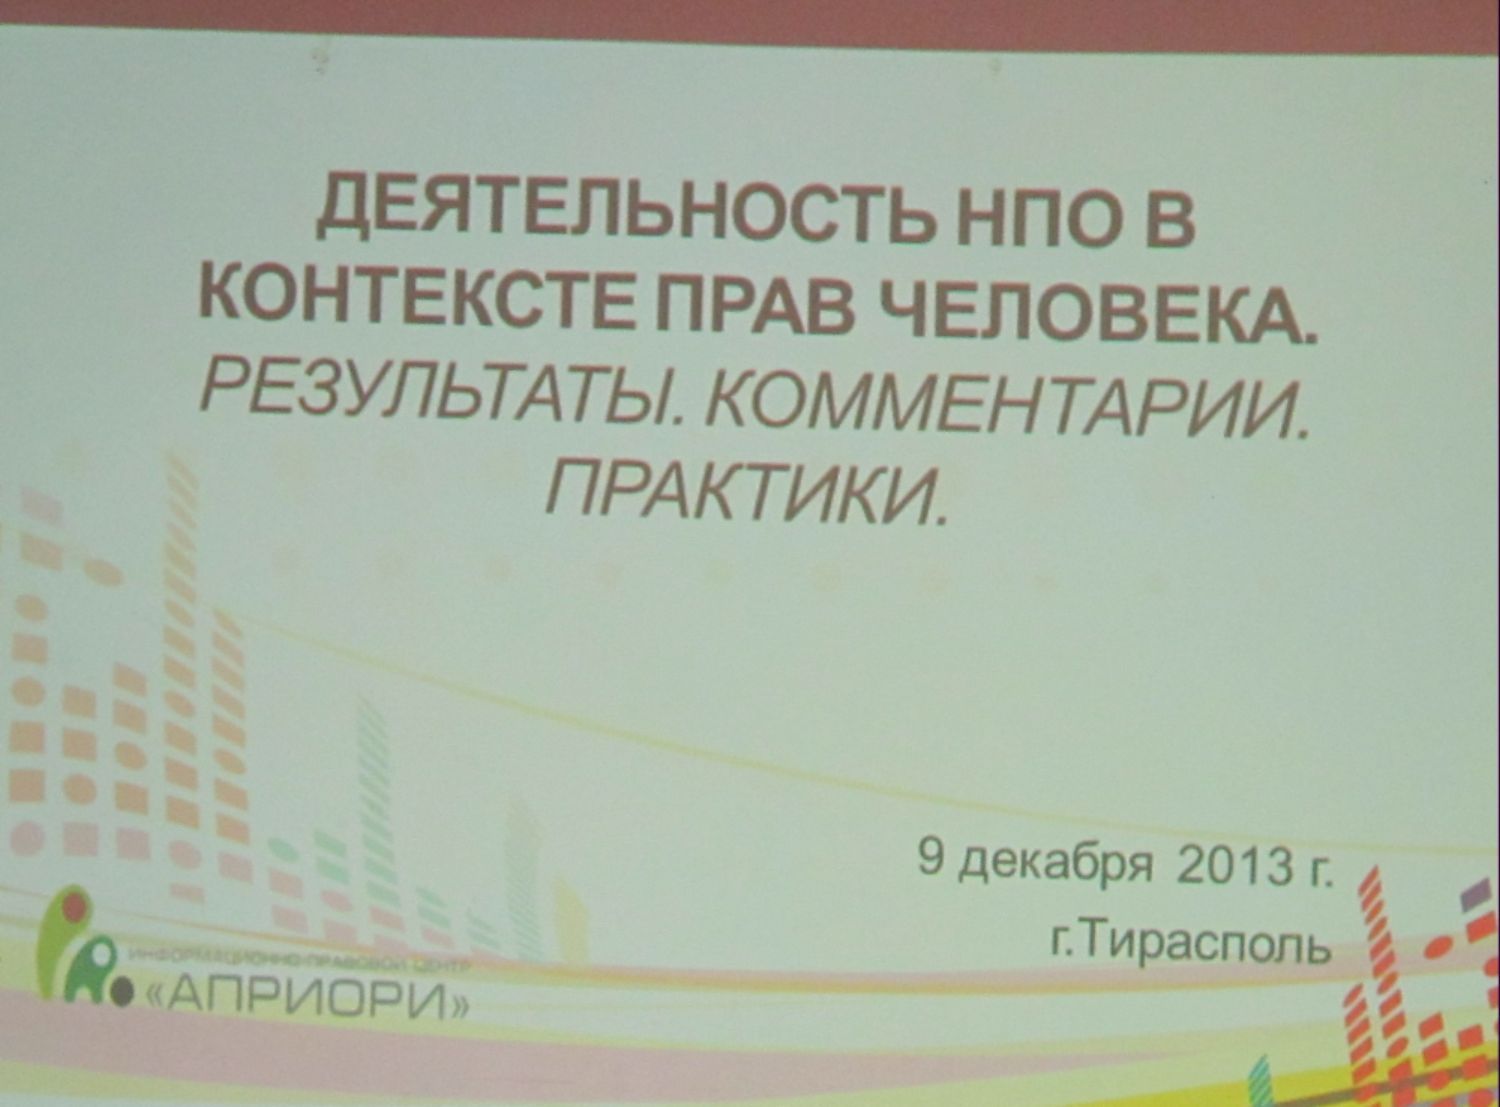 ДЕЯТЕЛЬНОСТЬ НПО В
КОНТЕКСТЕ ПРАВ ЧЕЛОВЕКА.
РЕЗУЛЬТАТЫ. КОММЕНТАРИИ.
ПРАКТИКИ.
9 декабря 2013 г.
г.Тирасполь
ИНФОРМАЦИОННО-ПРАВОВОЙ ЦЕНТР
«АПРИОРИ»